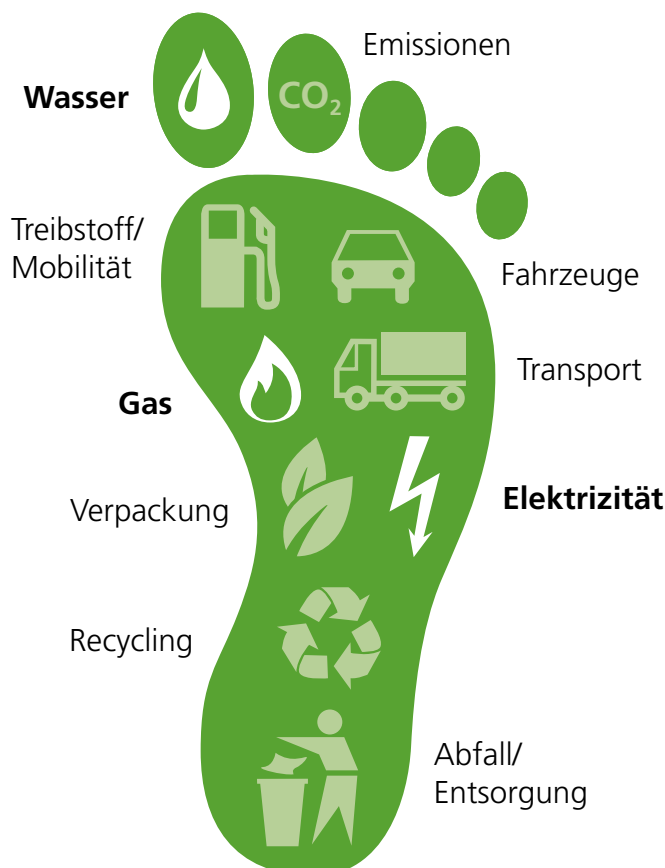 Emissionen
Wasser
CO₂
Treibstoff/
Mobilität
Fahrzeuge
Transport
Gas
Elektrizität
Verpackung
Recycling
Abfall/
Entsorgung